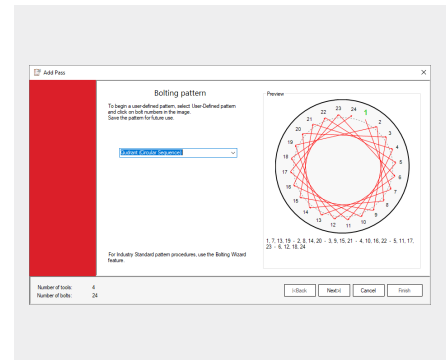 Add Pass
Bolting pattern
To begin a user-defined pattern, select User-Defined pattern
and click on bolt numbers in the image.
Save the pattern for future use.
(Circular Sequence)
For Industry Standard pattern procedures, use the Bolting Wizard
feature.
Preview
1
2
3
4
5
6
7
8
9
10
11
12
13
14
15
16
17
18
19
20
21
22
23
24
1, 7, 13, 19 - 2, 8, 14, 20 - 3, 9, 15, 21 - 4, 10, 16, 22 - 5, 11, 17,
23 - 6, 12, 18, 24
Number of tools: 4
Number of bolts: 24
Back
Next
Cancel
Finish